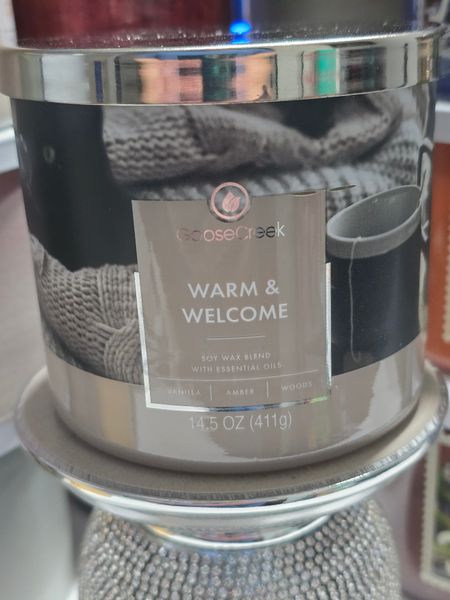 GooseCreek
WARM &
WELCOME
SOY WAX BLEND
WITH ESSENTIAL OILS
VANILLA | AMBER | WOODS
14.5 OZ (411g)